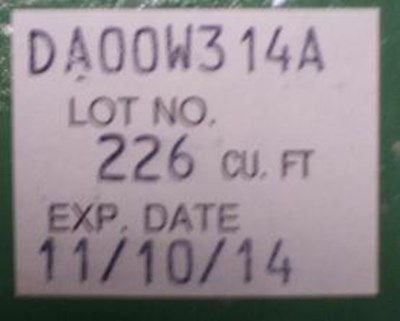 DA00W314A
LOT NO.
226 CU. FT
EXP. DATE
11/10/14